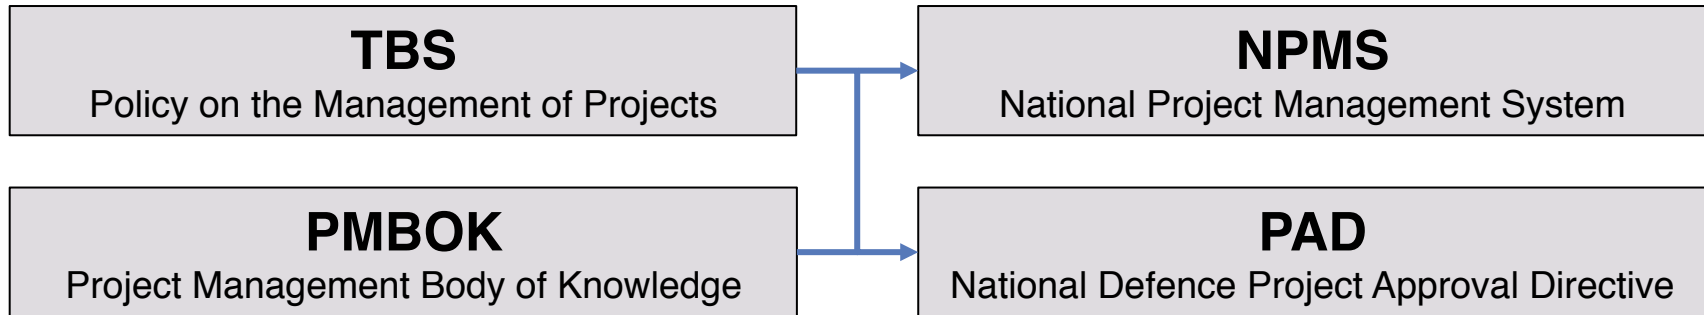 TBS
Policy on the Management of Projects
NPMS
National Project Management System
PMBOK
Project Management Body of Knowledge
PAD
National Defence Project Approval Directive